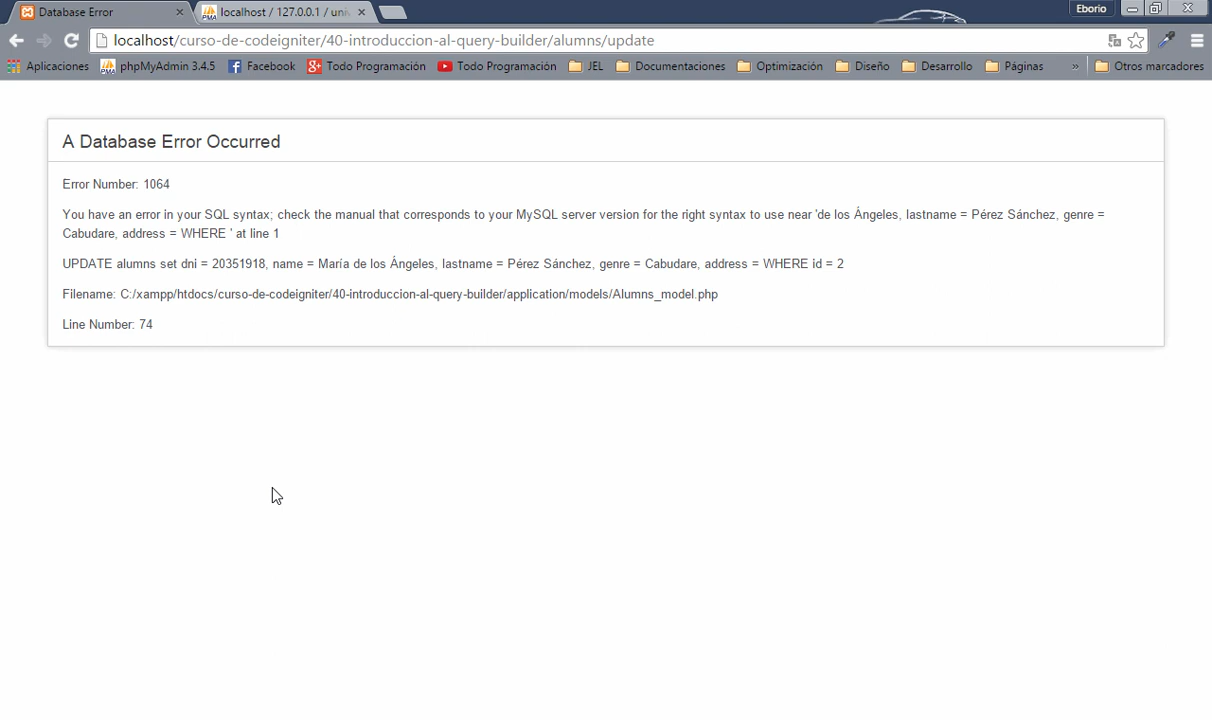 Database Error
localhost / 127.0.0.1 / univ
Eborio
localhost/curso-de-codeigniter/40-introduccion-al-query-builder/alumns/update
Aplicaciones
phpMyAdmin 3.4.5
Facebook
Todo Programación
Todo Programación
JEL
Documentaciones
Optimización
Diseño
Desarrollo
Páginas
»
Otros marcadores
A Database Error Occurred
Error Number: 1064
You have an error in your SQL syntax; check the manual that corresponds to your MySQL server version for the right syntax to use near 'de los Ángeles, lastname = Pérez Sánchez, genre =
Cabudare, address = WHERE ' at line 1
UPDATE alumns set dni = 20351918, name = María de los Ángeles, lastname = Pérez Sánchez, genre = Cabudare, address = WHERE id = 2
Filename: C:/xampp/htdocs/curso-de-codeigniter/40-introduccion-al-query-builder/application/models/Alumns_model.php
Line Number: 74